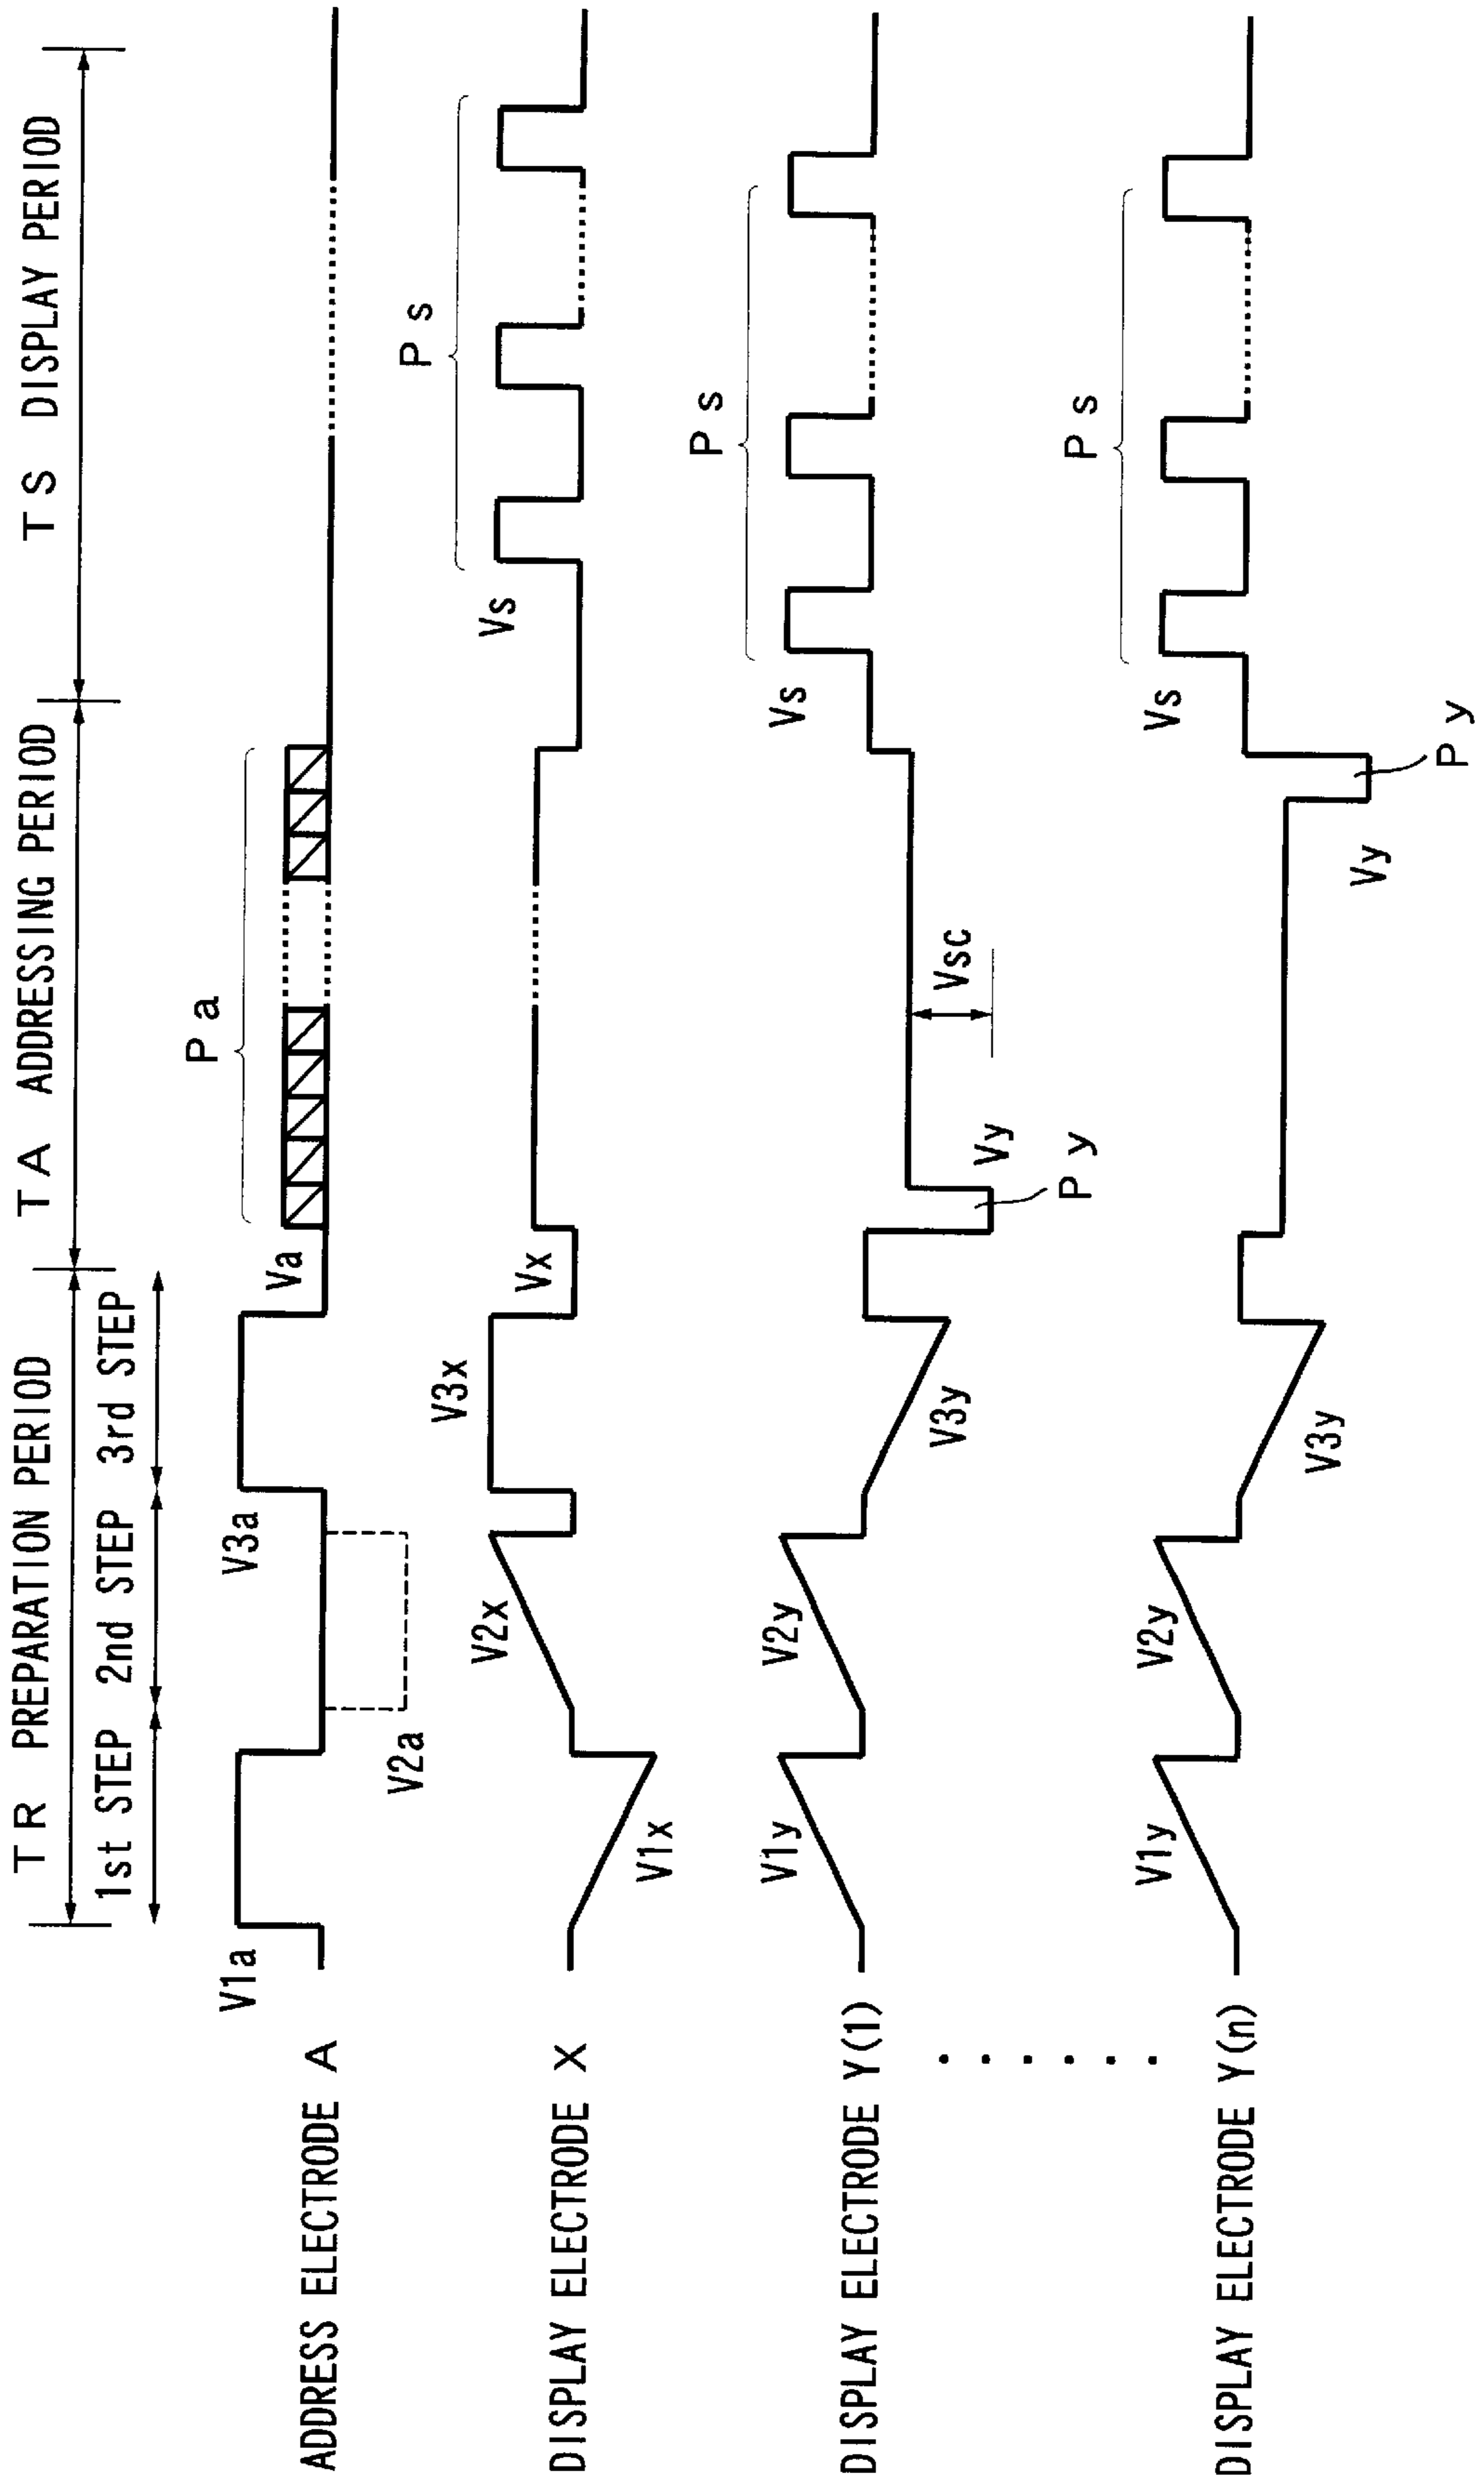 TR PREPARATION PERIOD
TA ADDRESSING PERIOD
TS DISPLAY PERIOD
1st STEP
2nd STEP
3rd STEP
ADDRESS ELECTRODE A
V1a
V2a
V3a
Va
Pa
DISPLAY ELECTRODE X
V1x
V2x
V3x
Vx
Vs
Ps
DISPLAY ELECTRODE Y(1)
V1y
V2y
V3y
Vy
Py
Vsc
Vs
Ps
DISPLAY ELECTRODE Y(n)
V1y
V2y
V3y
Vy
Py
Vs
Ps